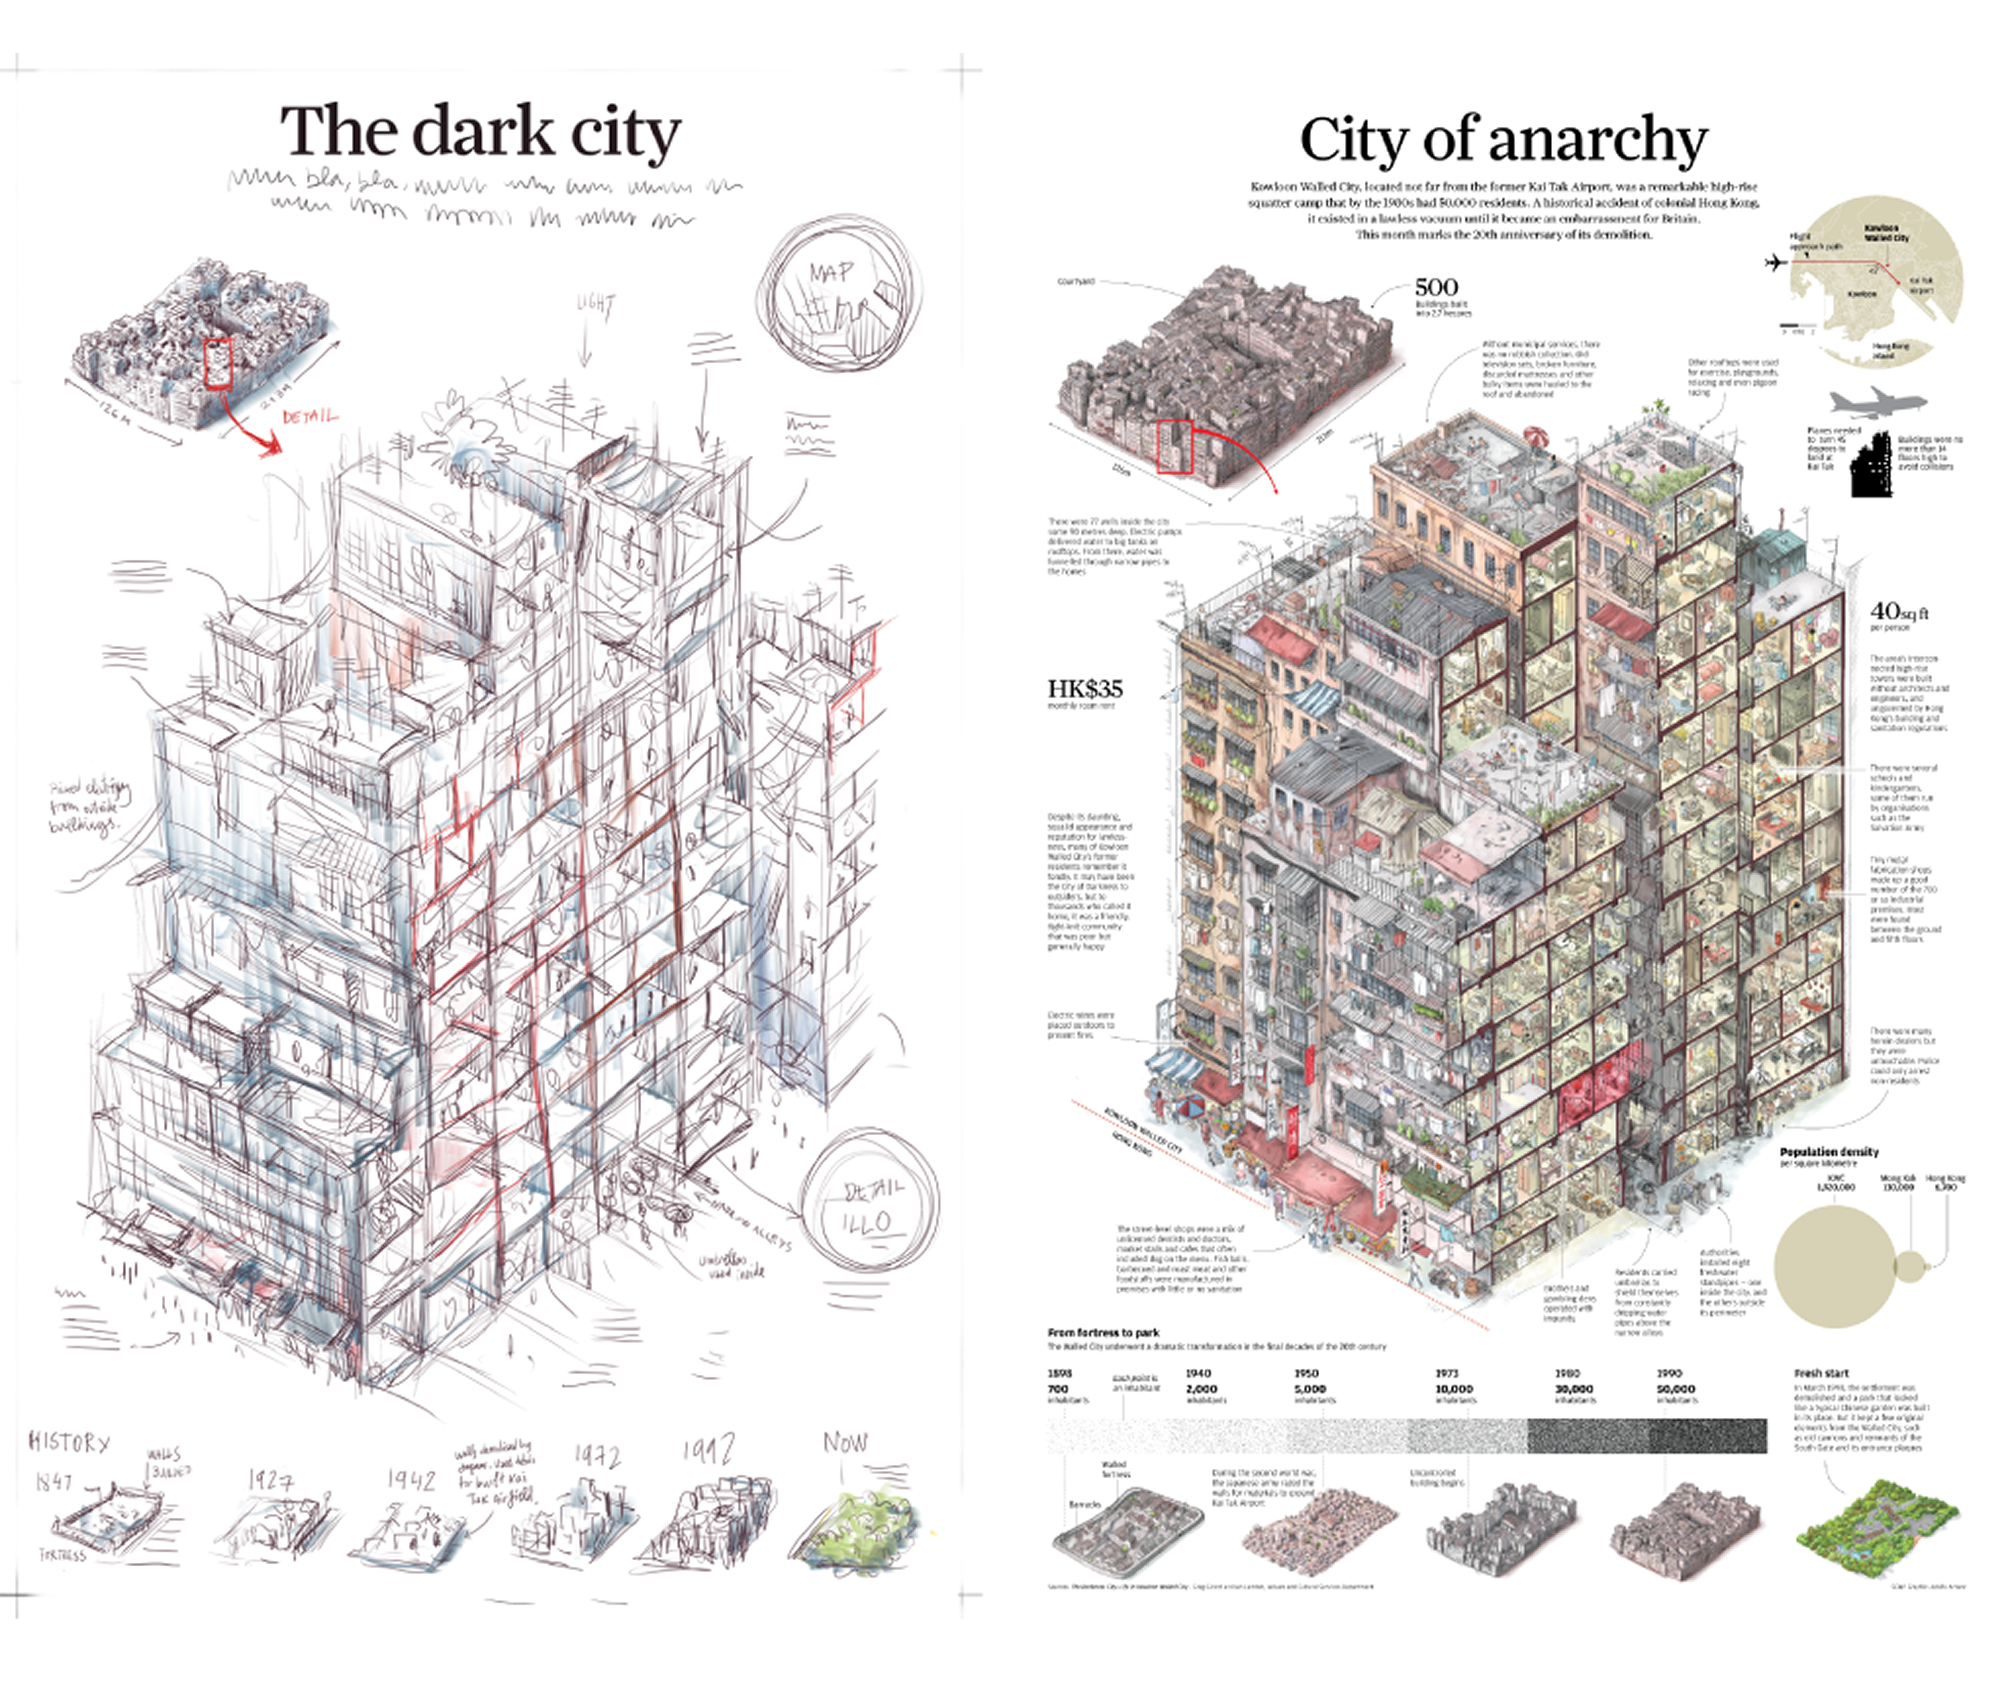 The dark city
bla, bla,
MAP
LIGHT
126 M
DETAIL
from outside
buildings.
DETAIL
ILLO
NARROW ALLEYS
umbrellas
used inside
HISTORY
1847
WALLS
FORTRESS
1927
1942
1972
1992
NOW
City of anarchy
Kowloon Walled City, located not far from the former Kai Tak Airport, was a remarkable high-rise
squatter camp that by the 1980s had 50,000 residents. A historical accident of colonial Hong Kong,
it existed in a lawless vacuum until it became an embarrassment for Britain.
This month marks the 20th anniversary of its demolition.
Courtyard
500
Buildings built
into 2.7 hectares
Flight
approach path
Kowloon
Walled City
Kai Tak
airport
Kowloon
Hong Kong
island
Without municipal services, there
was no rubbish collection. Old
television sets, broken furniture,
discarded mattresses and other
bulky items were hauled to the
roof and abandoned
Other rooftops were used
for exercise, playgrounds,
relaxing and even pigeon
racing
Planes needed
to turn 45
degrees to
land at
Kai Tak
Buildings were no
more than 14
floors high to
avoid collisions
There were 77 wells inside the city
some 90 metres deep. Electric pumps
delivered water to big tanks on
rooftops. From there, water was
funnelled through narrow pipes to
the homes
HK$35
monthly room rent
40sq ft
per person
The area's intercon-
nected high-rise
towers were built
without architects and
engineers, and
ungoverned by Hong
Kong's building and
sanitation regulations
There were several
schools and
kindergartens,
some of them run
by organisations
such as the
Salvation Army
Tiny metal
fabrication shops
made up a good
number of the 700
or so industrial
premises. Most
were found
between the ground
and fifth floors
Despite its daunting,
squalid appearance and
reputation for lawless-
ness, many of Kowloon
Walled City's former
residents remember it
fondly. It may have been
the City of Darkness to
outsiders, but to
thousands who called it
home, it was a friendly,
tight-knit community
that was poor but
generally happy
Electric wires were
placed outdoors to
prevent fires
There were many
heroin dealers but
they were
untouchable. Police
could only arrest
non-residents
KOWLOON WALLED CITY
HONG KONG
Population density
per square kilometre
KWC
1,920,000
Mong Kok
130,000
Hong Kong
6,700
The street-level shops were a mix of
unlicensed dentists and doctors,
market stalls and cafes that often
included dog on the menu. Fish balls,
barbecued and roast meat and other
foodstuffs were manufactured in
premises with little or no sanitation
Brothels and
gambling dens
operated with
impunity
Residents carried
umbrellas to
shield themselves
from constantly
dripping water
pipes above the
narrow alleys
Authorities
installed eight
freshwater
standpipes – one
inside the city, and
the others outside
its perimeter
From fortress to park
The Walled City underwent a dramatic transformation in the final decades of the 20th century
1898
700
inhabitants
Each point is
an inhabitant
1940
2,000
inhabitants
1950
5,000
inhabitants
1973
10,000
inhabitants
1980
30,000
inhabitants
1990
50,000
inhabitants
Fresh start
In March 1993, the settlement was
demolished and a park that looked
like a typical Chinese garden was built
in its place. But it kept a few original
elements from the Walled City, such
as old cannons and remnants of the
South Gate and its entrance plaques
Walled
fortress
Barracks
During the second world war,
the Japanese army razed the
walls for materials to expand
Kai Tak Airport
Uncontrolled
building begins